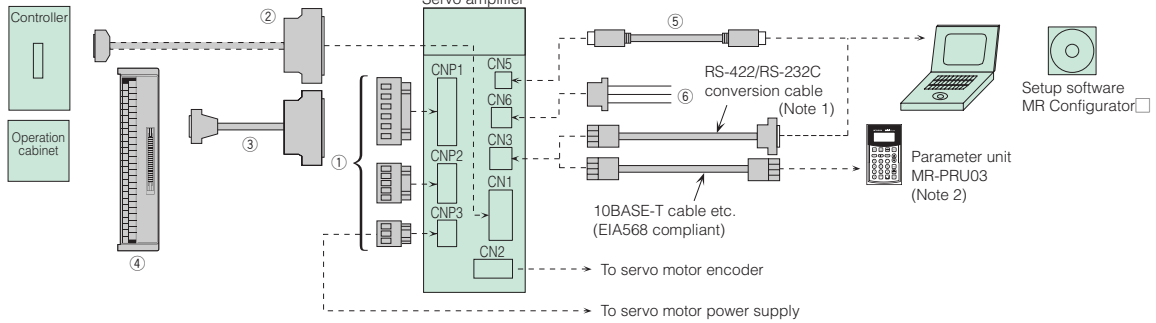 Servo amplifier
Controller
②
⑤
CNP1
CN5
RS-422/RS-232C
conversion cable
(Note 1)
CN6
⑥
Setup software
MR Configurator□
Operation
cabinet
③
①
CN3
CNP2
CN1
Parameter unit
MR-PRU03
(Note 2)
CNP3
10BASE-T cable etc.
(EIA568 compliant)
④
CN2
To servo motor encoder
To servo motor power supply